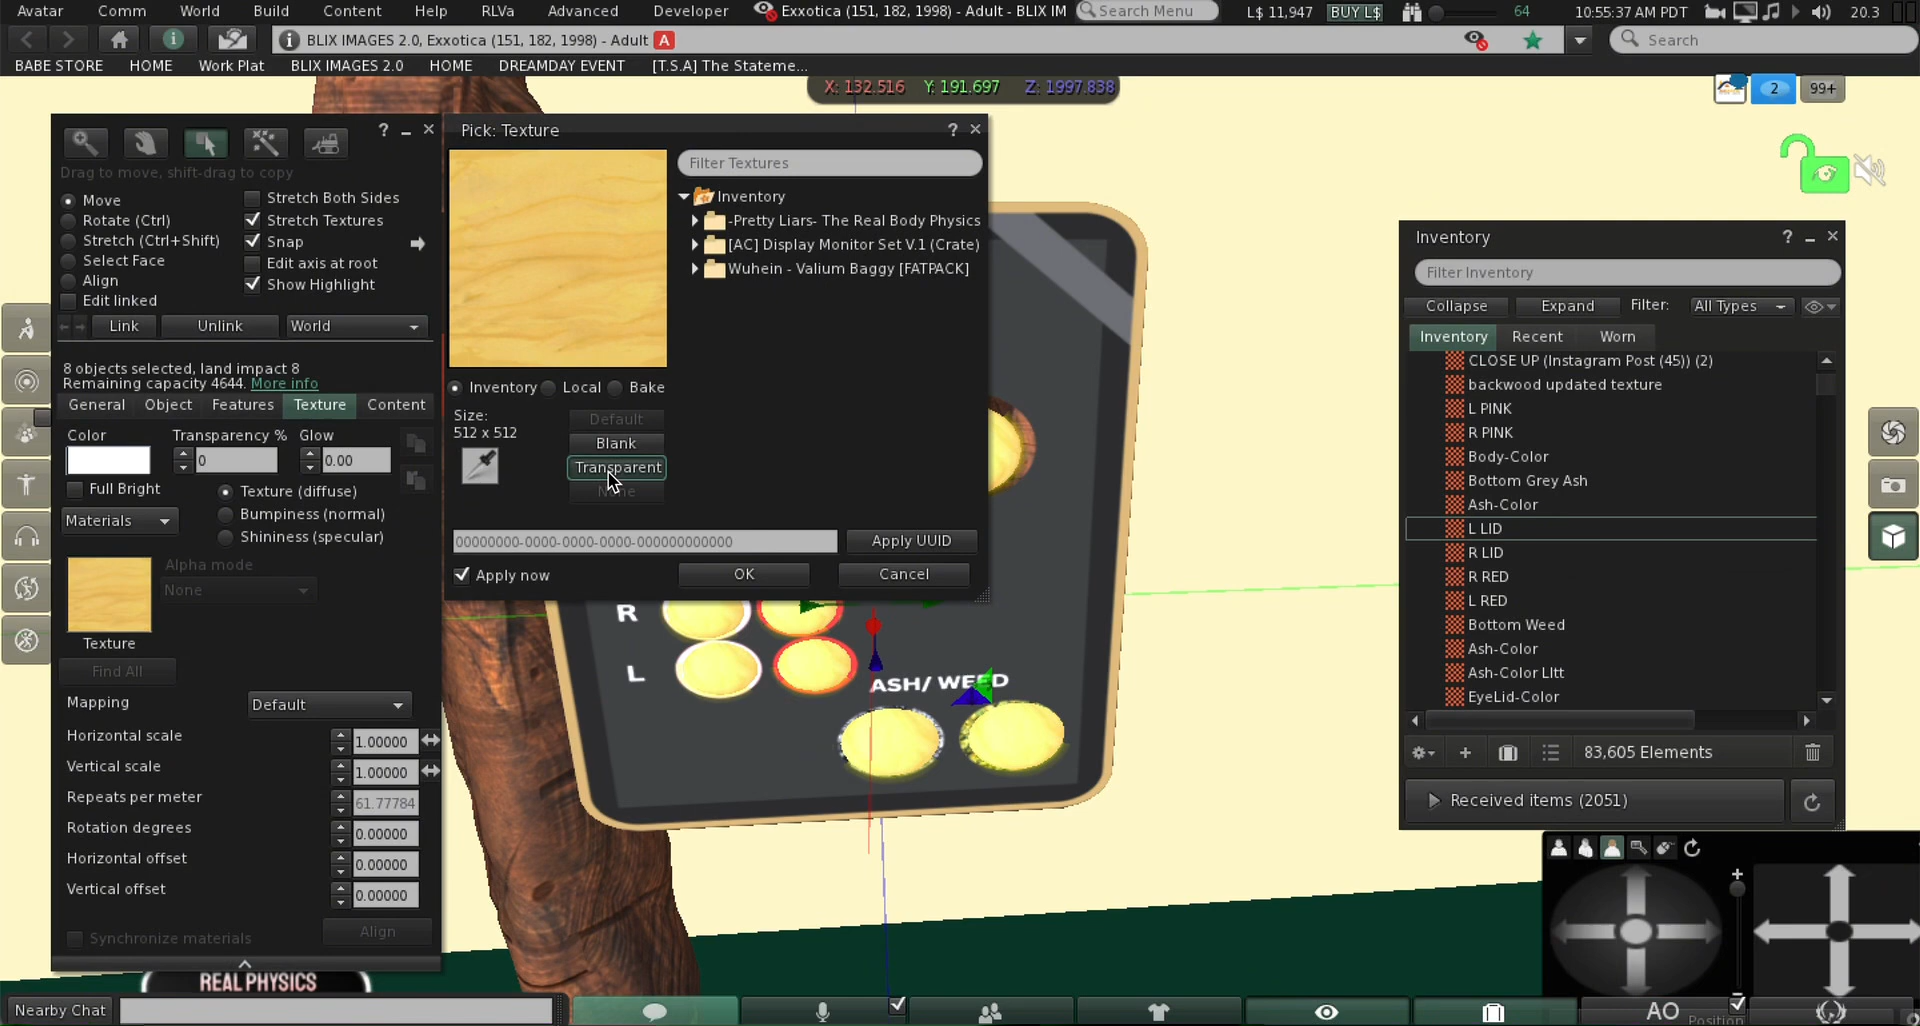 Avatar Comm World Build Content Help RLVa Advanced Developer Exxotica (151, 182, 1998) - Adult - BLIX IM Search Menu L$ 11,947 BUY L$ 64 10:55:37 AM PDT 20.3
BLIX IMAGES 2.0, Exxotica (151, 182, 1998) - Adult A Search
BABE STORE HOME Work Plat BLIX IMAGES 2.0 HOME DREAMDAY EVENT [T.S.A] The Stateme...
X: 132.516 Y: 191.697 Z: 1997.838
2 99+
Drag to move, shift-drag to copy
Move
Rotate (Ctrl)
Stretch (Ctrl+Shift)
Select Face
Align
Edit linked
Stretch Both Sides
Stretch Textures
Snap
Edit axis at root
Show Highlight
Link Unlink World
8 objects selected, land impact 8
Remaining capacity 4644. More info
General Object Features Texture Content
Color Transparency % Glow
0 0.00
Full Bright
Materials
Texture (diffuse)
Bumpiness (normal)
Shininess (specular)
Alpha mode
None
Texture
Find All
Mapping Default
Horizontal scale 1.00000
Vertical scale 1.00000
Repeats per meter 61.77784
Rotation degrees 0.00000
Horizontal offset 0.00000
Vertical offset 0.00000
Synchronize materials Align
Pick: Texture ?
Filter Textures
Inventory
-Pretty Liars- The Real Body Physics
[AC] Display Monitor Set V.1 (Crate)
Wuhein - Valium Baggy [FATPACK]
Inventory Local Bake
Size:
512 x 512
Default
Blank
Transparent
None
00000000-0000-0000-0000-000000000000 Apply UUID
Apply now OK Cancel
R
L
ASH/ WEED
Inventory ?
Filter Inventory
Collapse Expand Filter: All Types
Inventory Recent Worn
CLOSE UP (Instagram Post (45)) (2)
backwood updated texture
L PINK
R PINK
Body-Color
Bottom Grey Ash
Ash-Color
L LID
R LID
R RED
L RED
Bottom Weed
Ash-Color
Ash-Color LItt
EyeLid-Color
83,605 Elements
Received items (2051)
REAL PHYSICS
Nearby Chat
AO Position